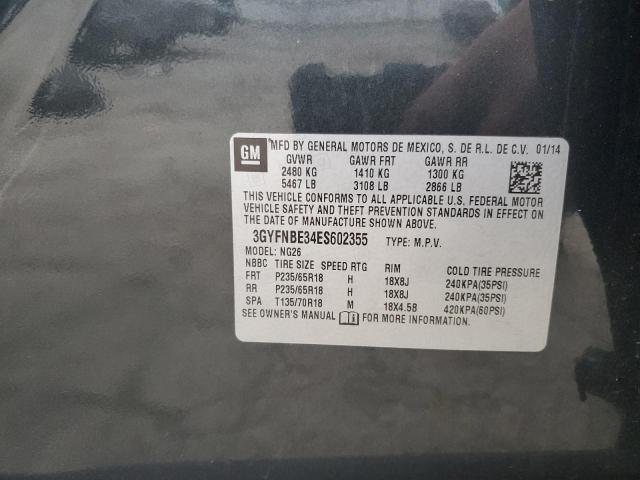 GM
MFD BY GENERAL MOTORS DE MEXICO, S. DE R.L. DE C.V. 01/14
GVWR GAWR FRT GAWR RR
2480 KG 1410 KG 1300 KG
5467 LB 3108 LB 2866 LB
THIS VEHICLE CONFORMS TO ALL APPLICABLE U.S. FEDERAL MOTOR
VEHICLE SAFETY, BUMPER, AND THEFT PREVENTION STANDARDS IN EFFECT ON
THE DATE OF MANUFACTURE SHOWN ABOVE.
3GYFNBE34ES602355 TYPE: M.P.V.
MODEL: NG26
NBBC TIRE SIZE SPEED RTG RIM COLD TIRE PRESSURE
FRT P235/65R18 H 18X8J 240KPA(35PSI)
RR P235/65R18 H 18X8J 240KPA(35PSI)
SPA T135/70R18 M 18X4.5B 420KPA(60PSI)
SEE OWNER'S MANUAL FOR MORE INFORMATION.